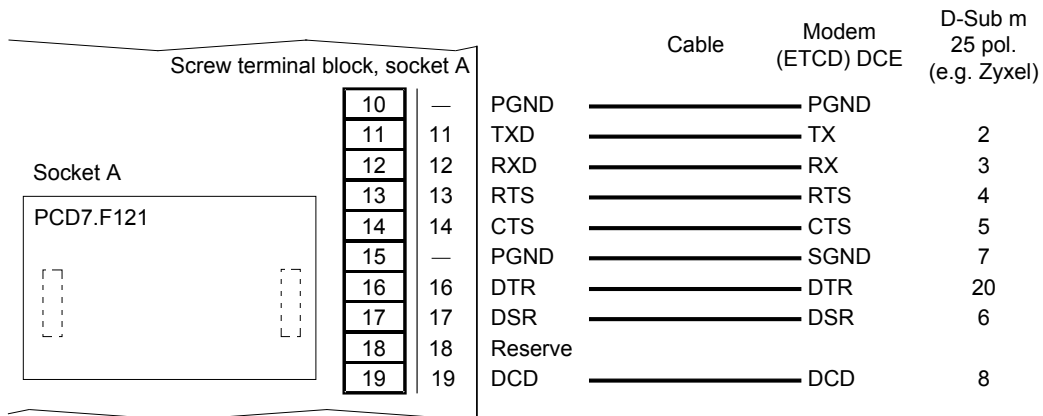 D-Sub m
Cable Modem 25 pol.
(ETCD) DCE (e.g. Zyxel)
Screw terminal block, socket A
10 — PGND PGND
11 11 TXD TX 2
12 12 RXD RX 3
Socket A
13 13 RTS RTS 4
PCD7.F121
14 14 CTS CTS 5
15 — PGND SGND 7
16 16 DTR DTR 20
17 17 DSR DSR 6
18 18 Reserve
19 19 DCD DCD 8